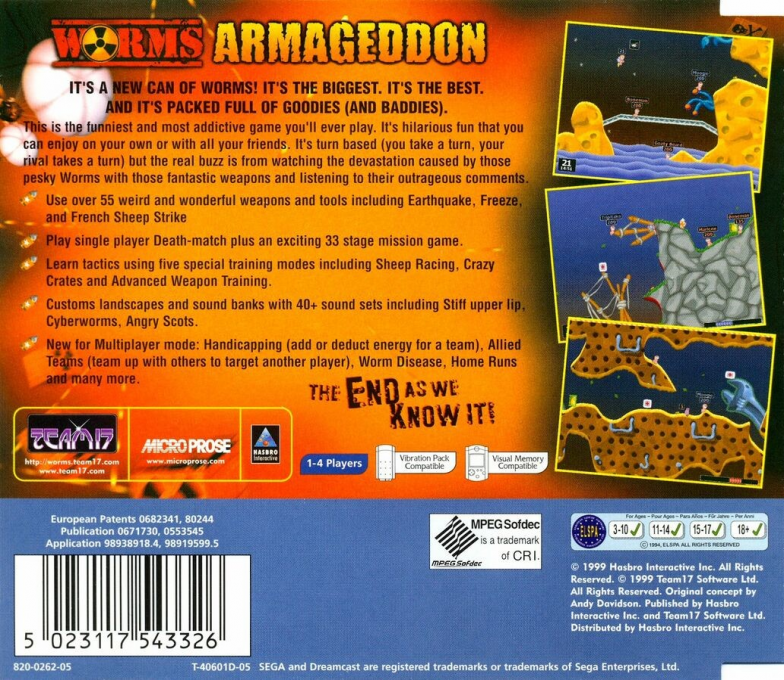 WORMS ARMAGEDDON
IT'S A NEW CAN OF WORMS! IT'S THE BIGGEST. IT'S THE BEST.
AND IT'S PACKED FULL OF GOODIES (AND BADDIES).
This is the funniest and most addictive game you'll ever play. It's hilarious fun that you
can enjoy on your own or with all your friends. It's turn based (you take a turn, your
rival takes a turn) but the real buzz is from watching the devastation caused by those
pesky Worms with those fantastic weapons and listening to their outrageous comments.
Use over 55 weird and wonderful weapons and tools including Earthquake, Freeze,
and French Sheep Strike
Play single player Death-match plus an exciting 33 stage mission game.
Learn tactics using five special training modes including Sheep Racing, Crazy
Crates and Advanced Weapon Training.
Customs landscapes and sound banks with 40+ sound sets including Stiff upper lip,
Cyberworms, Angry Scots.
New for Multiplayer mode: Handicapping (add or deduct energy for a team), Allied
Teams (team up with others to target another player), Worm Disease, Home Runs
and many more.
THE END AS WE
KNOW IT!
21
TEAM17
http://worms.team17.com
www.team17.com
MICROPROSE
www.microprose.com
HASBRO
Interactive
1-4 Players
Vibration Pack
Compatible
Visual Memory
Compatible
European Patents 0682341, 80244
Publication 0671730, 0553545
Application 98938918.4, 98919599.5
MPEG Sofdec
is a trademark
of CRI.
MPEG Sofdec
For Ages - Pour Ages - Para Años - Für Jahre - Per Anni
ELSPA
3-10
11-14
15-17
18+
© 1994, ELSPA ALL RIGHTS RESERVED
© 1999 Hasbro Interactive Inc. All Rights
Reserved. © 1999 Team17 Software Ltd.
All Rights Reserved. Original concept by
Andy Davidson. Published by Hasbro
Interactive Inc. and Team17 Software Ltd.
Distributed by Hasbro Interactive Inc.
5 023117 543326
820-0262-05
T-40601D-05
SEGA and Dreamcast are registered trademarks or trademarks of Sega Enterprises, Ltd.